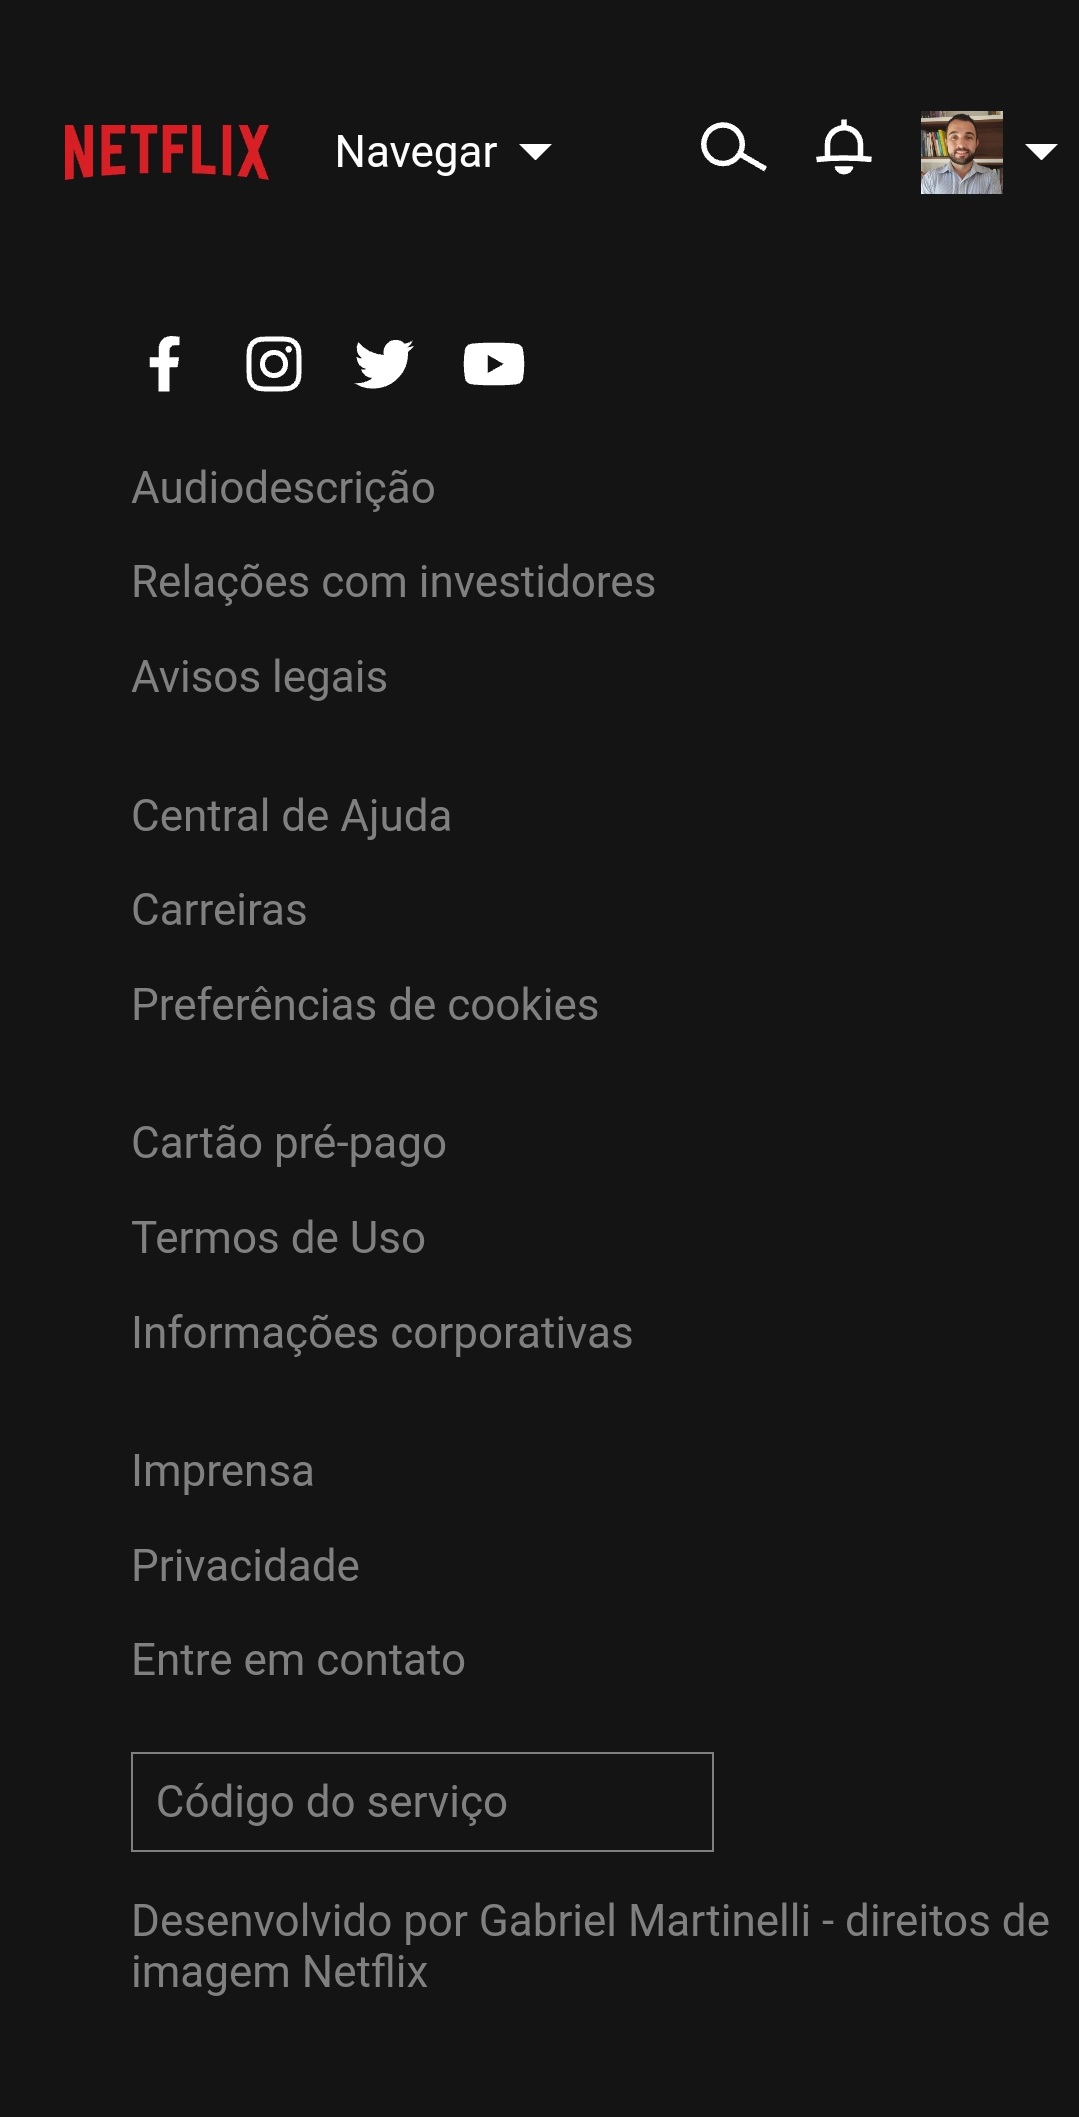 NETFLIX Navegar
Audiodescrição
Relações com investidores
Avisos legais
Central de Ajuda
Carreiras
Preferências de cookies
Cartão pré-pago
Termos de Uso
Informações corporativas
Imprensa
Privacidade
Entre em contato
Código do serviço
Desenvolvido por Gabriel Martinelli - direitos de
imagem Netflix